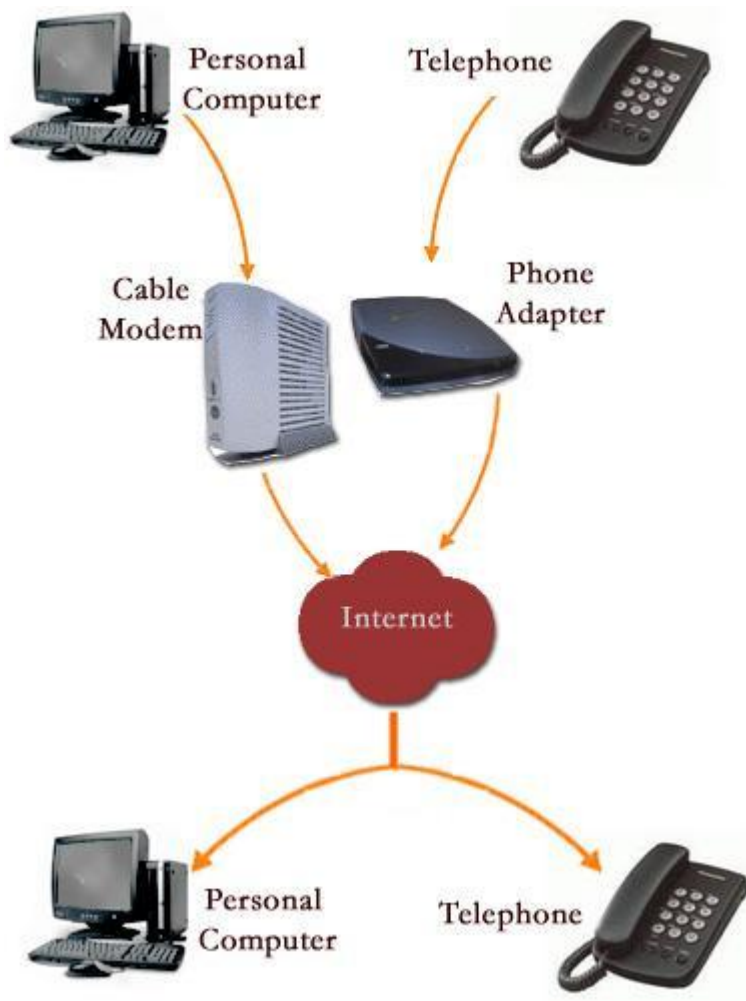 Personal
Computer
Telephone
Cable
Modem
Phone
Adapter
Internet
Personal
Computer
Telephone